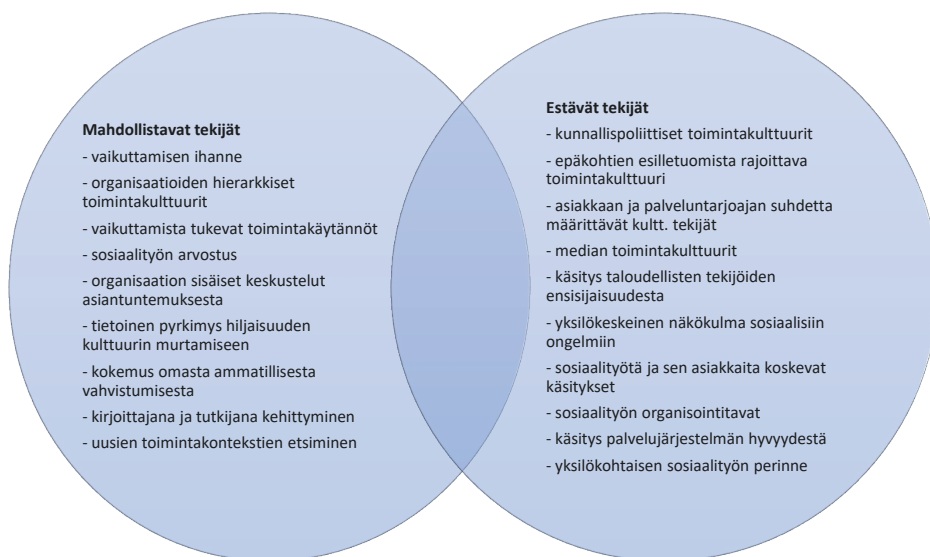 Mahdollistavat tekijät
- vaikuttamisen ihanne
- organisaatioiden hierarkkiset
toimintakulttuurit
- vaikuttamista tukevat toimintakäytännöt
- sosiaalityön arvostus
- organisaation sisäiset keskustelut
asiantuntemuksesta
- tietoinen pyrkimys hiljaisuuden
kulttuurin murtamiseen
- kokemus omasta ammatillisesta
vahvistumisesta
- kirjoittajana ja tutkijana kehittyminen
- uusien toimintakontekstien etsiminen
Estävät tekijät
- kunnallispoliittiset toimintakulttuurit
- epäkohtien esilletuomista rajoittava
toimintakulttuuri
- asiakkaan ja palveluntarjoajan suhdetta
määrittävät kultt. tekijät
- median toimintakulttuurit
- käsitys taloudellisten tekijöiden
ensisijaisuudesta
- yksilökeskeinen näkökulma sosiaalisiin
ongelmiin
- sosiaalityötä ja sen asiakkaita koskevat
käsitykset
- sosiaalityön organisointitavat
- käsitys palvelujärjestelmän hyvyydestä
- yksilökohtaisen sosiaalityön perinne